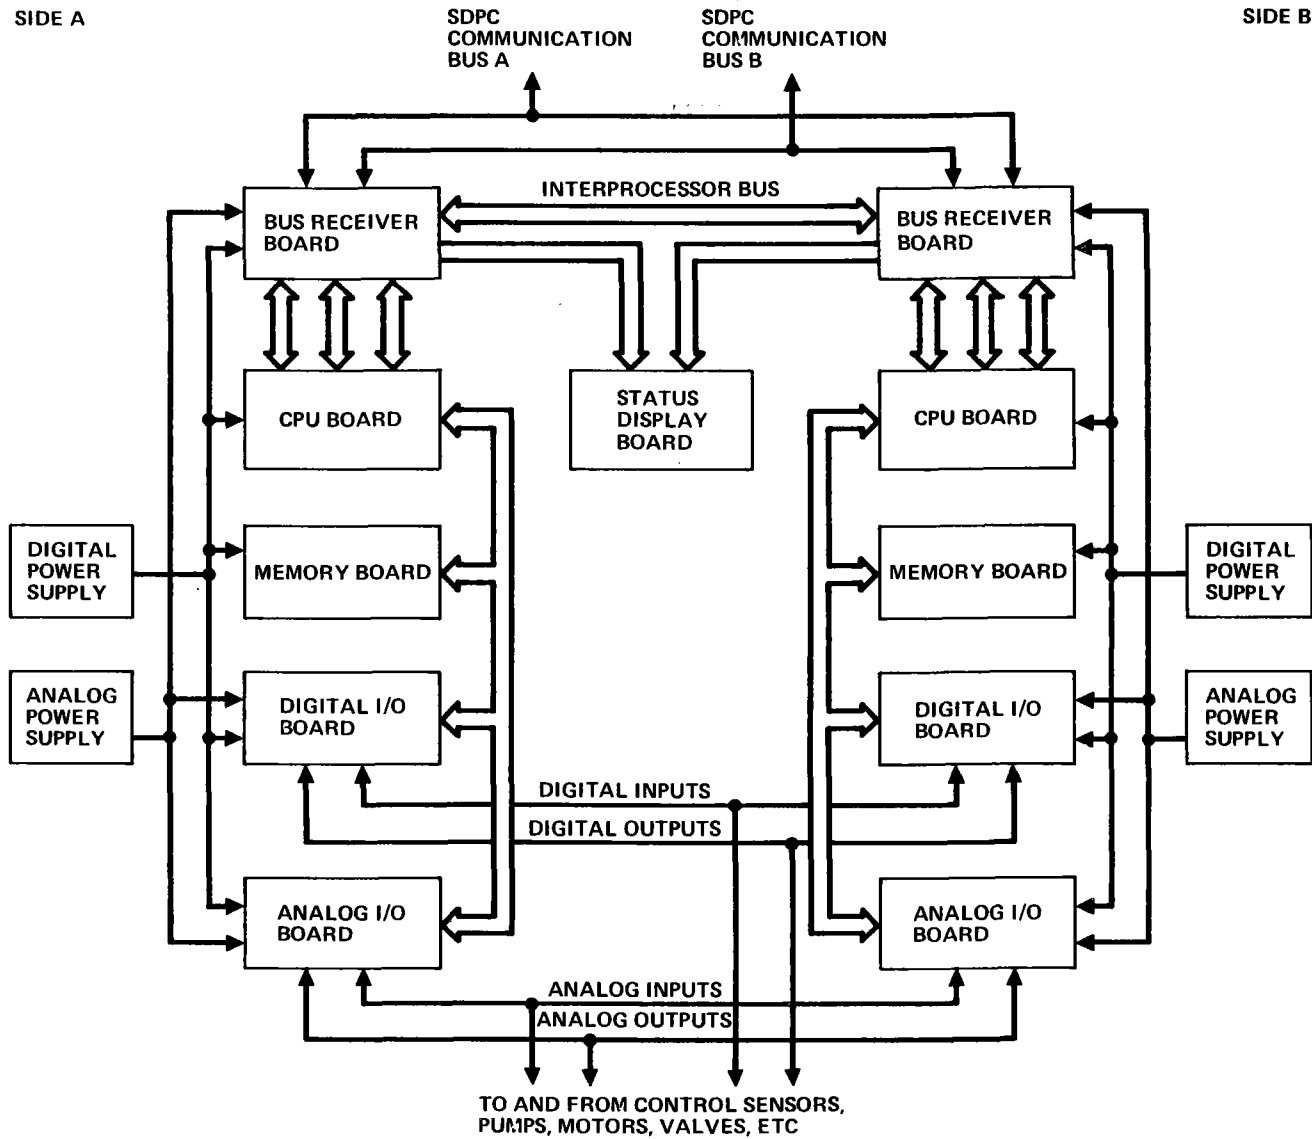 SIDE A
SDPC
COMMUNICATION
BUS A
SDPC
COMMUNICATION
BUS B
SIDE B
INTERPROCESSOR BUS
BUS RECEIVER
BOARD
BUS RECEIVER
BOARD
CPU BOARD
STATUS
DISPLAY
BOARD
CPU BOARD
DIGITAL
POWER
SUPPLY
MEMORY BOARD
MEMORY BOARD
DIGITAL
POWER
SUPPLY
ANALOG
POWER
SUPPLY
DIGITAL I/O
BOARD
DIGITAL I/O
BOARD
ANALOG
POWER
SUPPLY
DIGITAL INPUTS
DIGITAL OUTPUTS
ANALOG I/O
BOARD
ANALOG I/O
BOARD
ANALOG INPUTS
ANALOG OUTPUTS
TO AND FROM CONTROL SENSORS,
PUMPS, MOTORS, VALVES, ETC